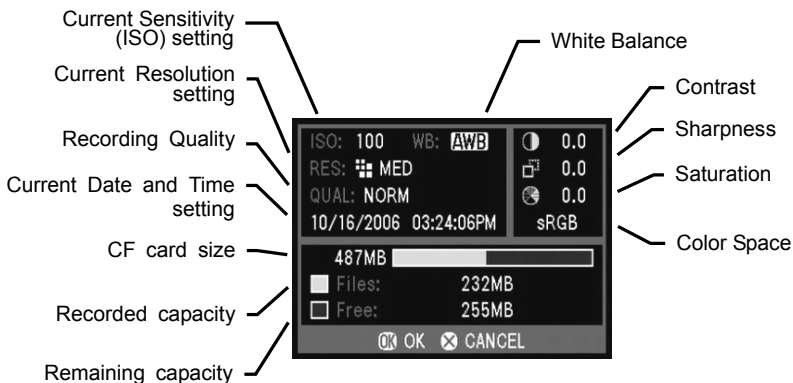 Current Sensitivity
(ISO) setting
Current Resolution
setting
Recording Quality
Current Date and Time
setting
CF card size
Recorded capacity
Remaining capacity
ISO: 100 WB: AWB
RES: MED
QUAL: NORM
10/16/2006 03:24:06PM
0.0
0.0
0.0
sRGB
487MB
Files: 232MB
Free: 255MB
OK OK CANCEL
White Balance
Contrast
Sharpness
Saturation
Color Space